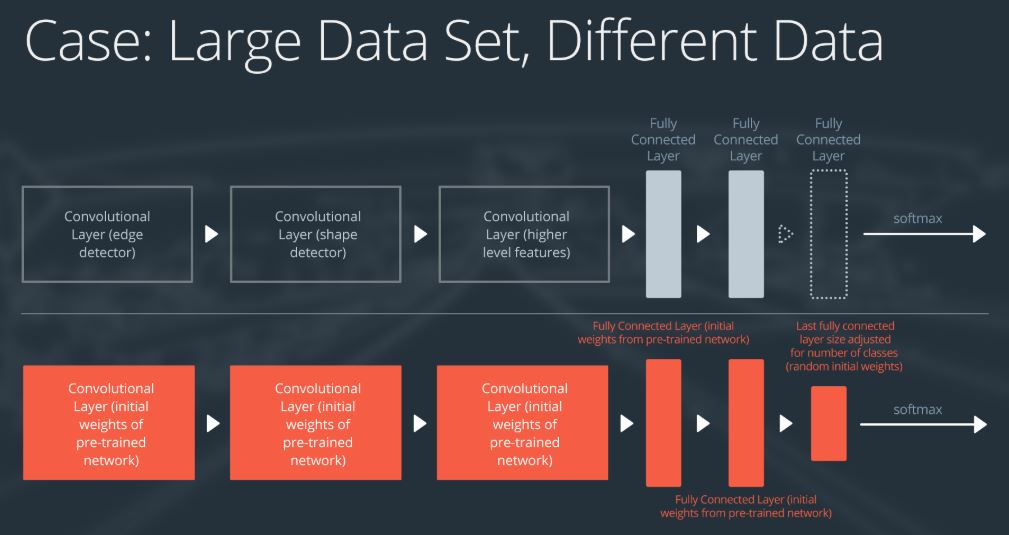 Case: Large Data Set, Different Data
Fully
Connected
Layer
Fully
Connected
Layer
Fully
Connected
Layer
Convolutional
Layer (edge
detector)
Convolutional
Layer (shape
detector)
Convolutional
Layer (higher
level features)
softmax
Fully Connected Layer (initial
weights from pre-trained network)
Last fully connected
layer size adjusted
for number of classes
(random initial weights)
Convolutional
Layer (initial
weights of
pre-trained
network)
Convolutional
Layer (initial
weights of
pre-trained
network)
Convolutional
Layer (initial
weights of
pre-trained
network)
softmax
Fully Connected Layer (initial
weights from pre-trained network)